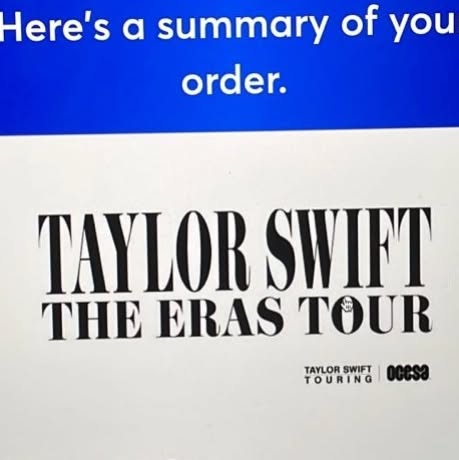 Here's a summary of you
order.
TAYLOR SWIFT
THE ERAS TOUR
TAYLOR SWIFT
TOURING
ocesa